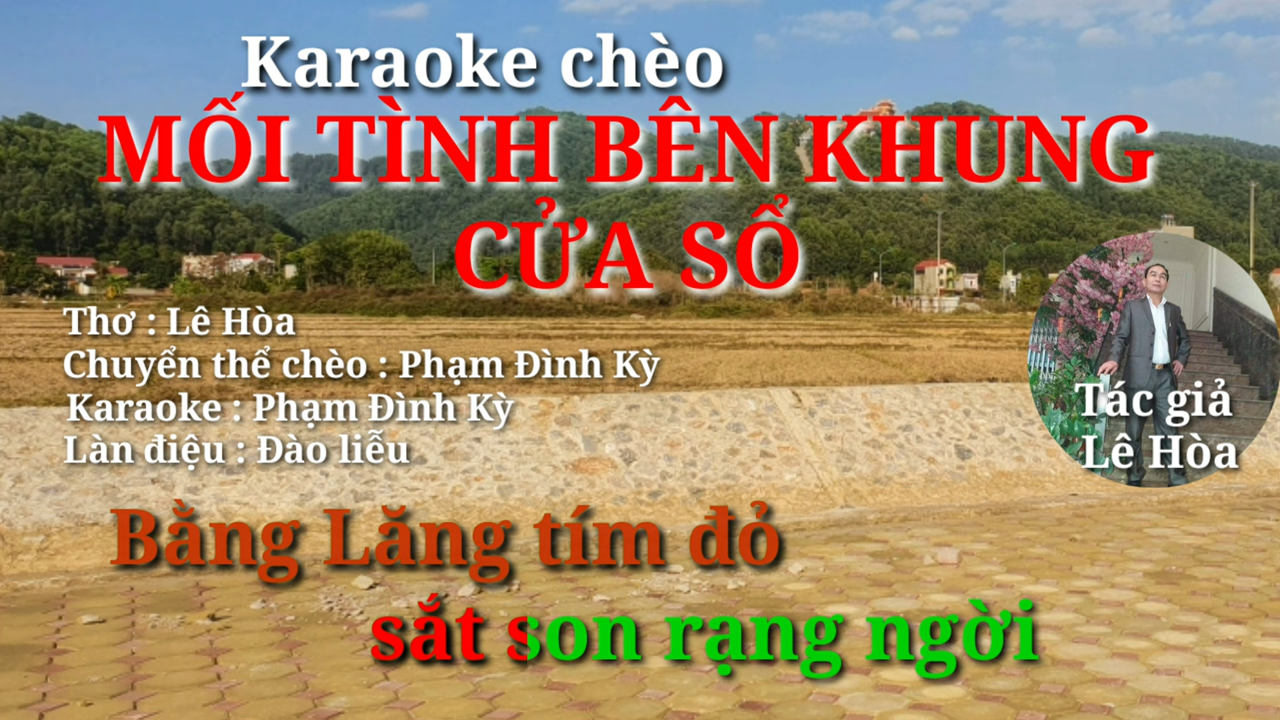 Karaoke chèo
MỐI TÌNH BÊN KHUNG
CỬA SỔ
Thơ : Lê Hòa
Chuyển thể chèo : Phạm Đình Kỳ
Karaoke : Phạm Đình Kỳ
Làn điệu : Đào liễu
Tác giả
Lê Hòa
Bằng Lăng tím đỏ
sắt son rạng ngời